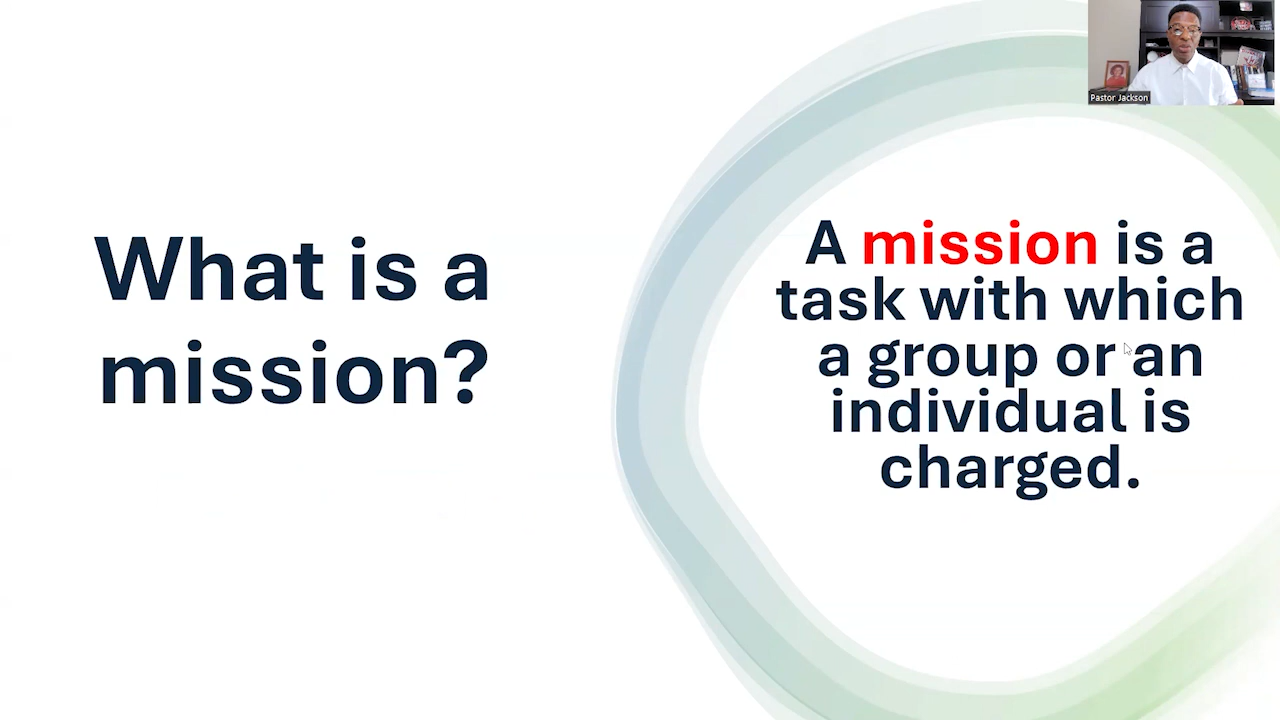 What is a
mission?
A mission is a
task with which
a group or an
individual is
charged.
Pastor Jackson